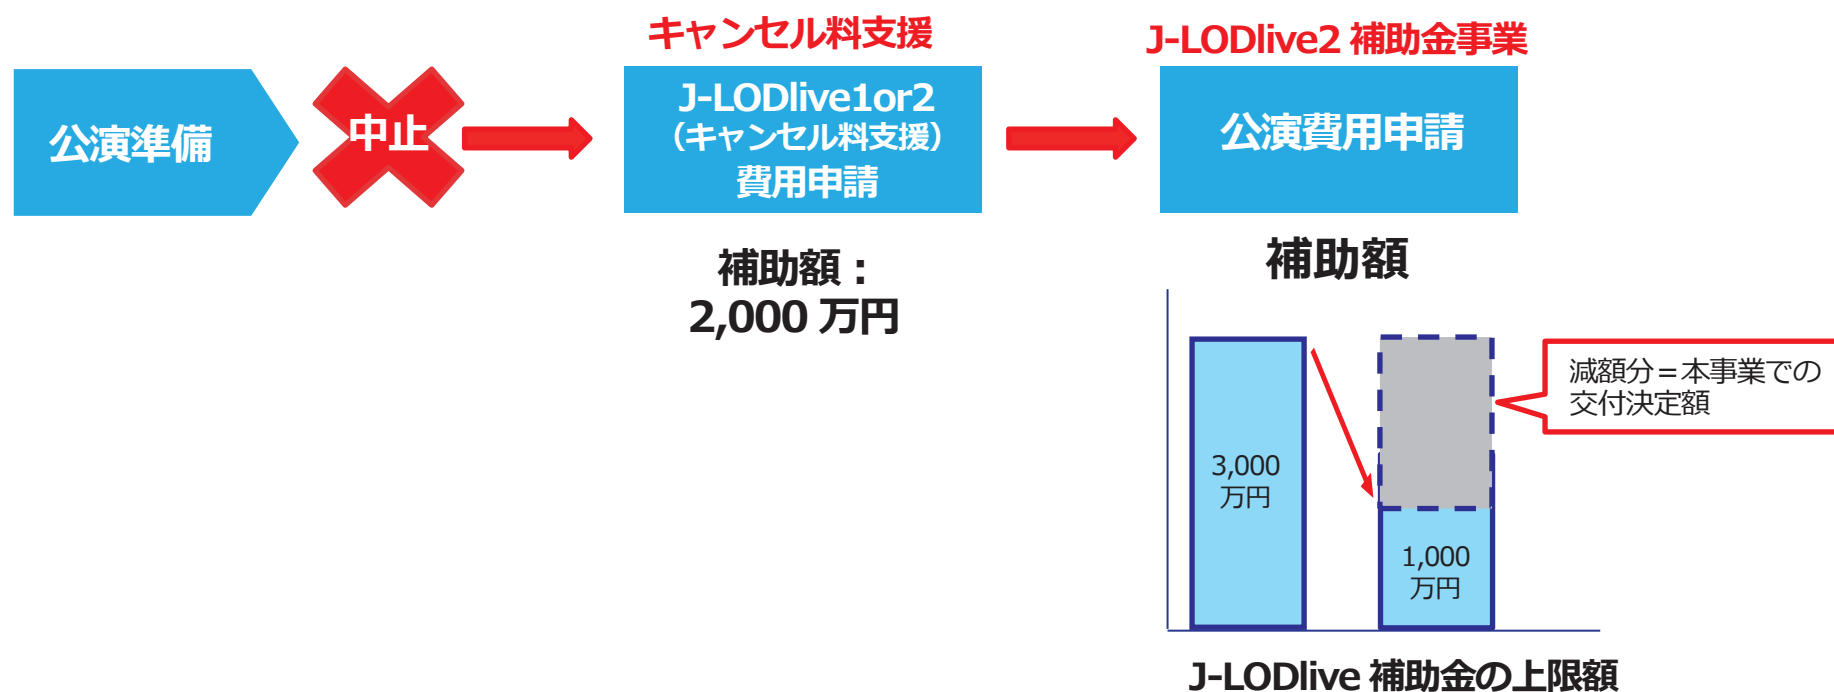 キャンセル料支援
J-LODlive2 補助金事業
公演準備
中止
J-LODlive1or2
（キャンセル料支援）
費用申請
公演費用申請
補助額：
2,000 万円
補助額
減額分＝本事業での
交付決定額
3,000
万円
1,000
万円
J-LODlive 補助金の上限額